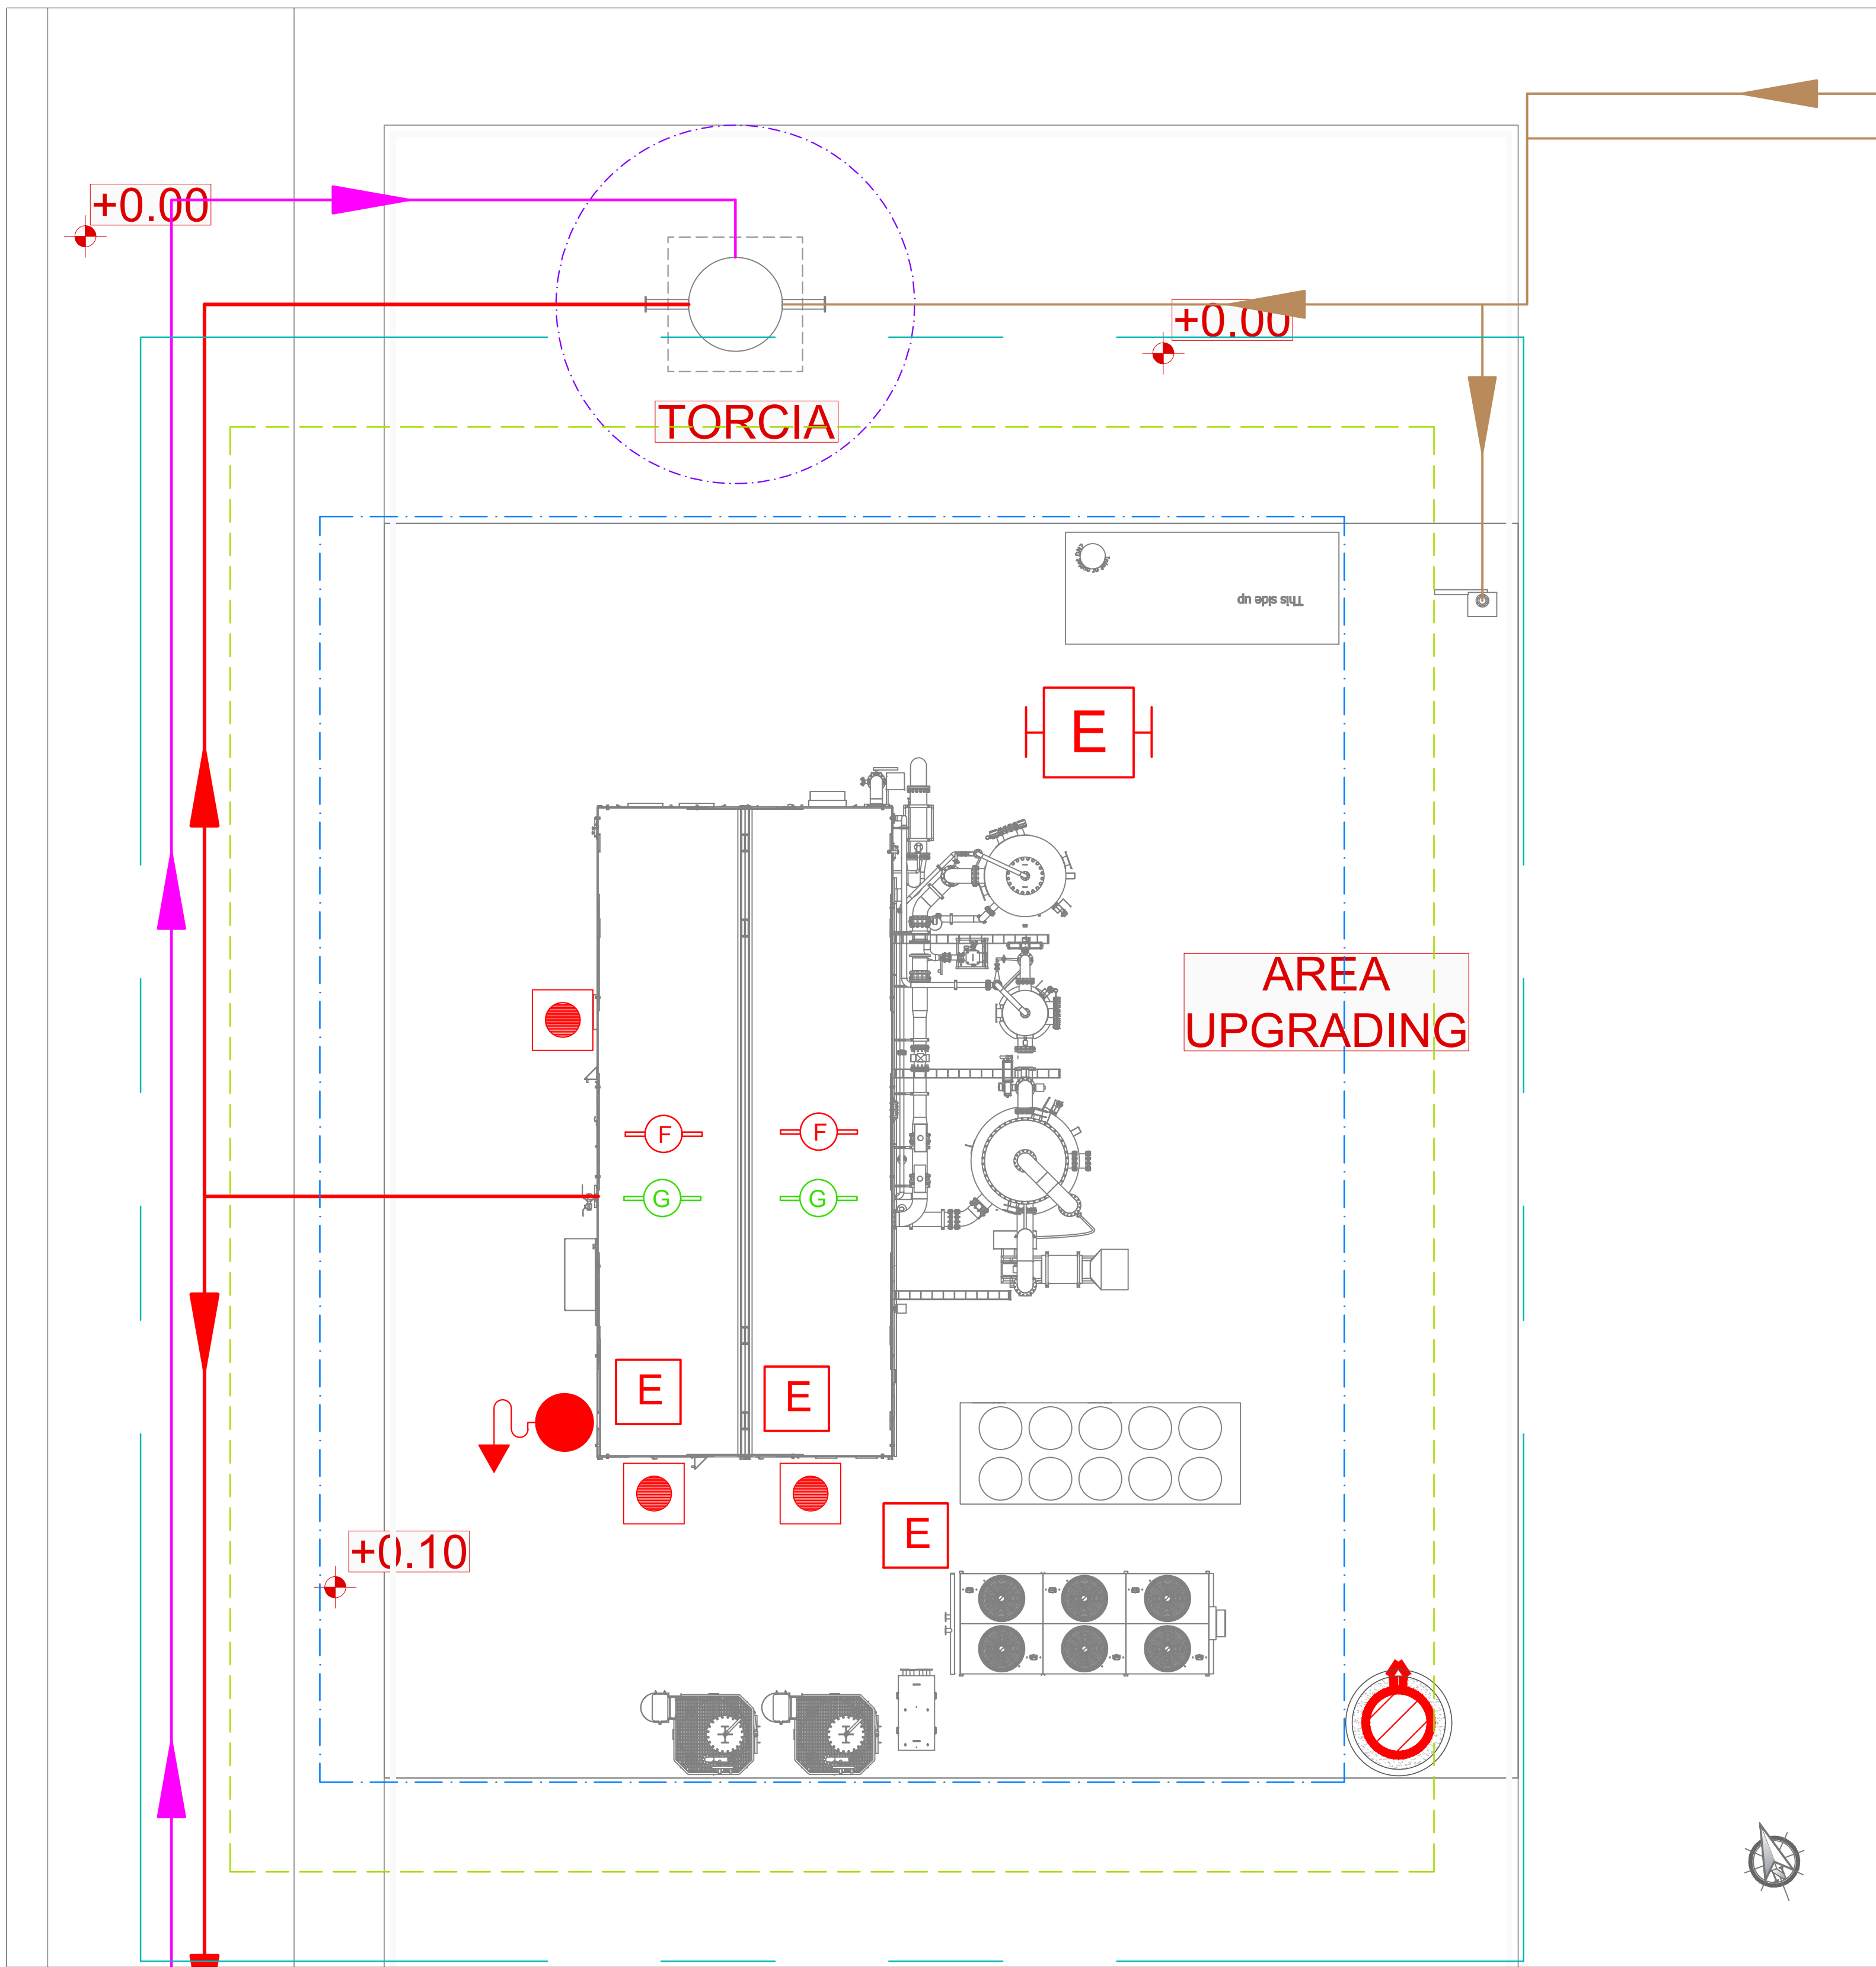 +0.00
+0.00
TORCIA
This side up
E
AREA
UPGRADING
F
F
G
G
E
E
E
+0.10